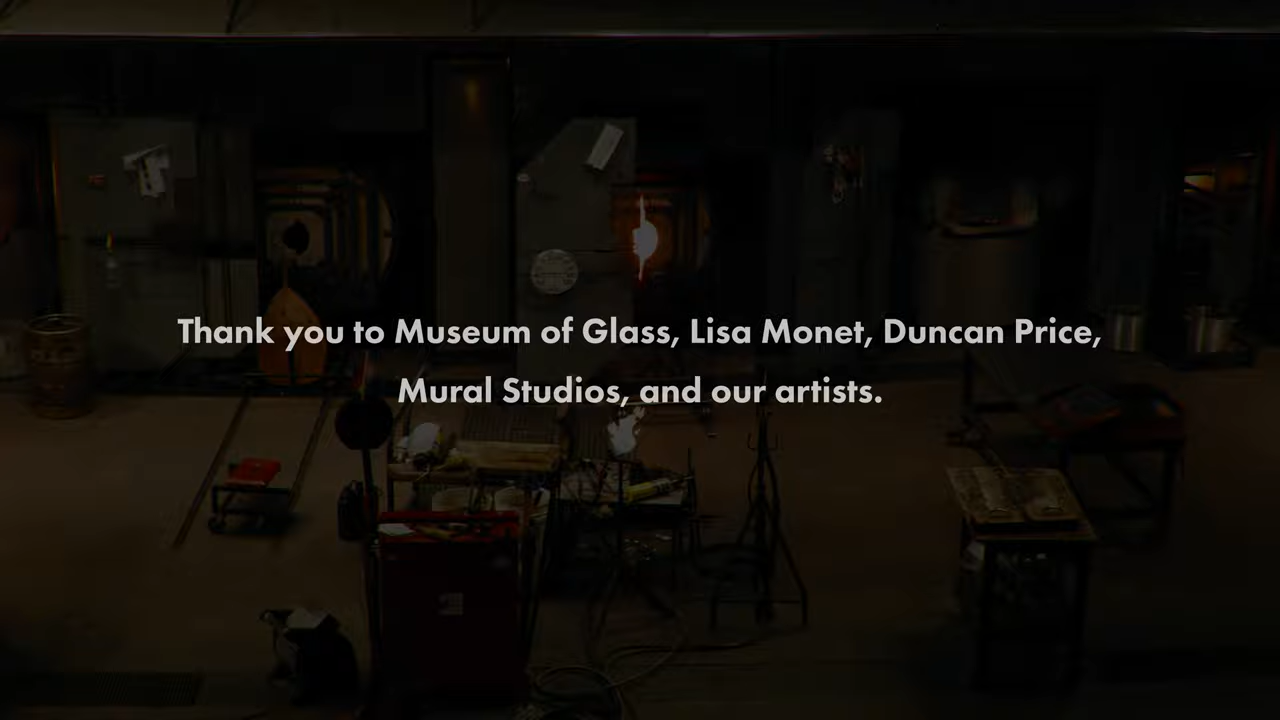 Thank you to Museum of Glass, Lisa Monet, Duncan Price,
Mural Studios, and our artists.